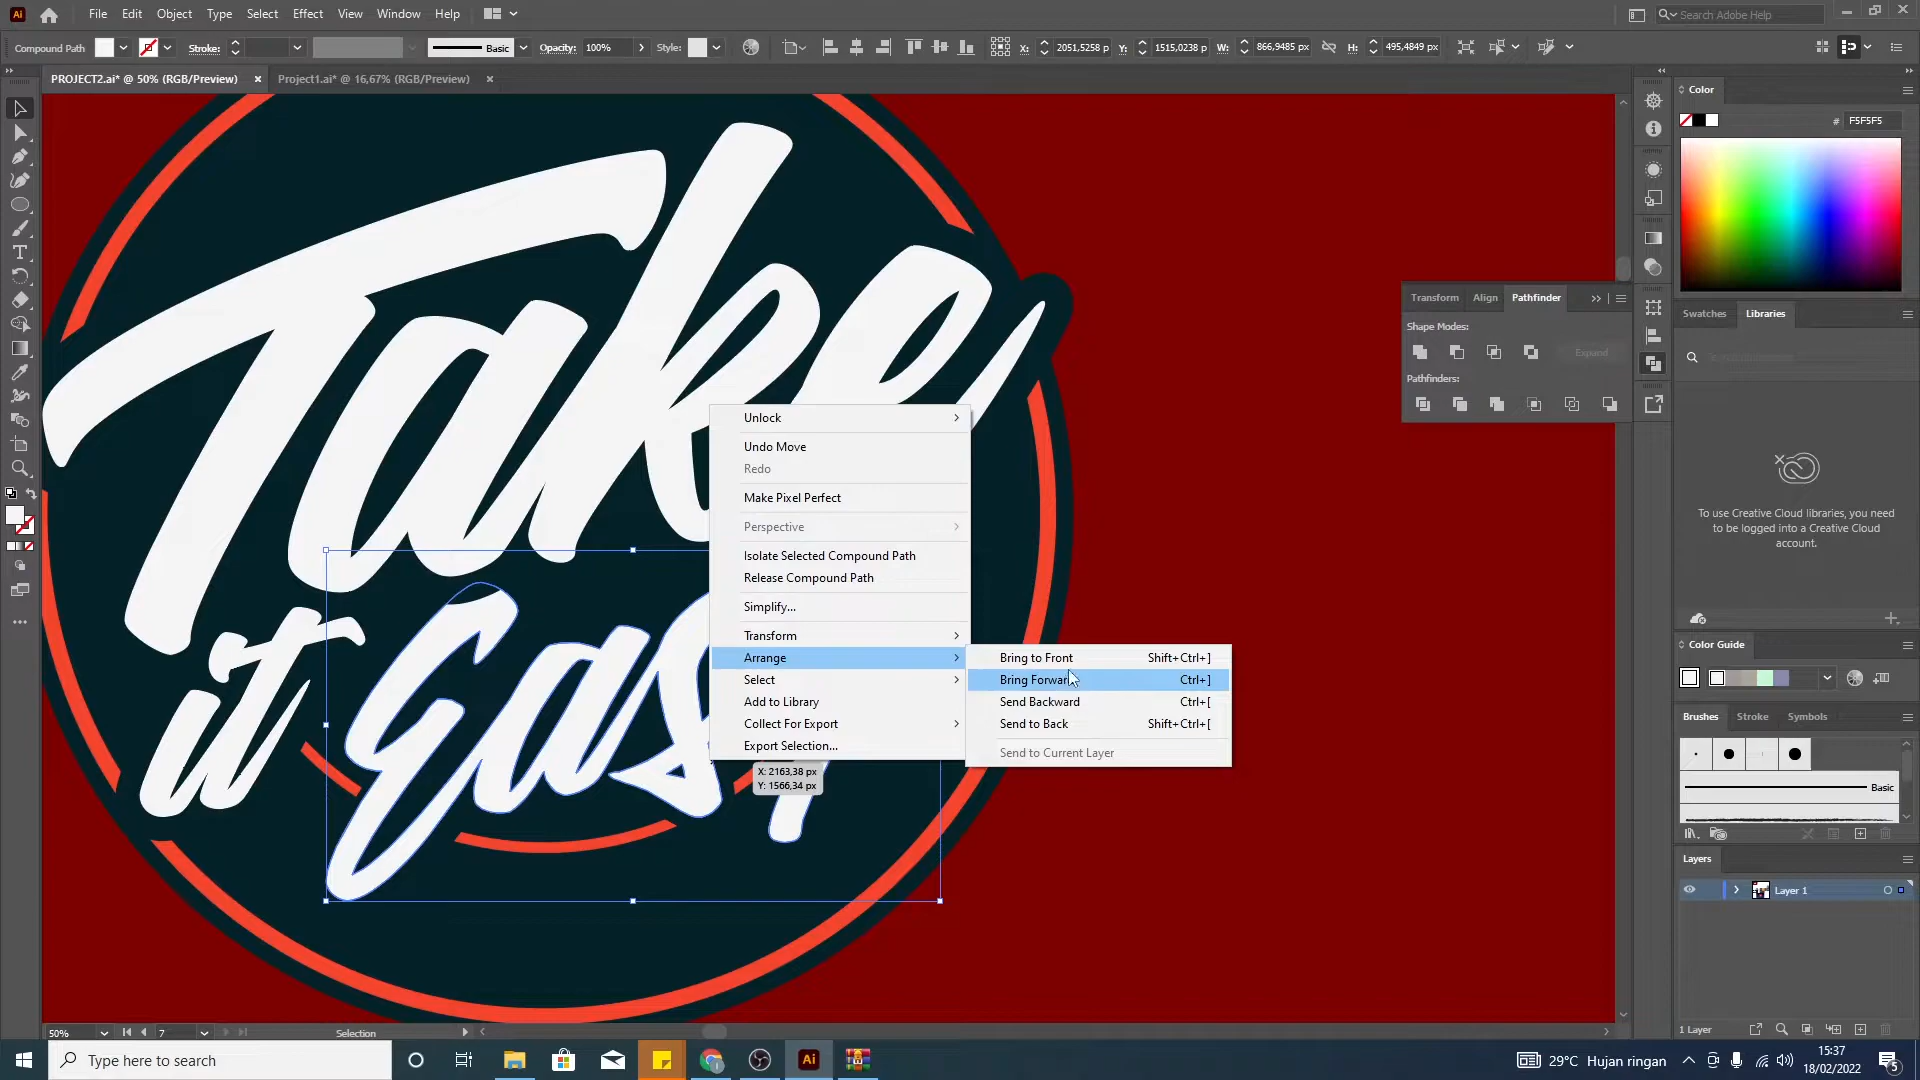 Ai File Edit Object Type Select Effect View Window Help Search Adobe Help
Compound Path Stroke: Basic Opacity: 100% Style: X: 2051,5258 p Y: 1515,0238 p W: 866,9485 px H: 495,4849 px
PROJECT2.ai* @ 50% (RGB/Preview) × Project1.ai* @ 16,67% (RGB/Preview) ×
Color
# F5F5F5
Take
it Easy
Transform Align Pathfinder
Shape Modes:
Expand
Pathfinders:
Swatches Libraries
To use Creative Cloud libraries, you need
to be logged into a Creative Cloud
account.
Unlock
Undo Move
Redo
Make Pixel Perfect
Perspective
Isolate Selected Compound Path
Release Compound Path
Simplify...
Transform
Arrange
Select
Add to Library
Collect For Export
Export Selection...
Bring to Front Shift+Ctrl+]
Bring Forward Ctrl+]
Send Backward Ctrl+[
Send to Back Shift+Ctrl+[
Send to Current Layer
X: 2163,38 px
Y: 1566,34 px
Color Guide
Brushes Stroke Symbols
Basic
Layers
Layer 1
1 Layer
50% 7 Selection
Type here to search
Ai
29°C Hujan ringan
15:37
18/02/2022
5